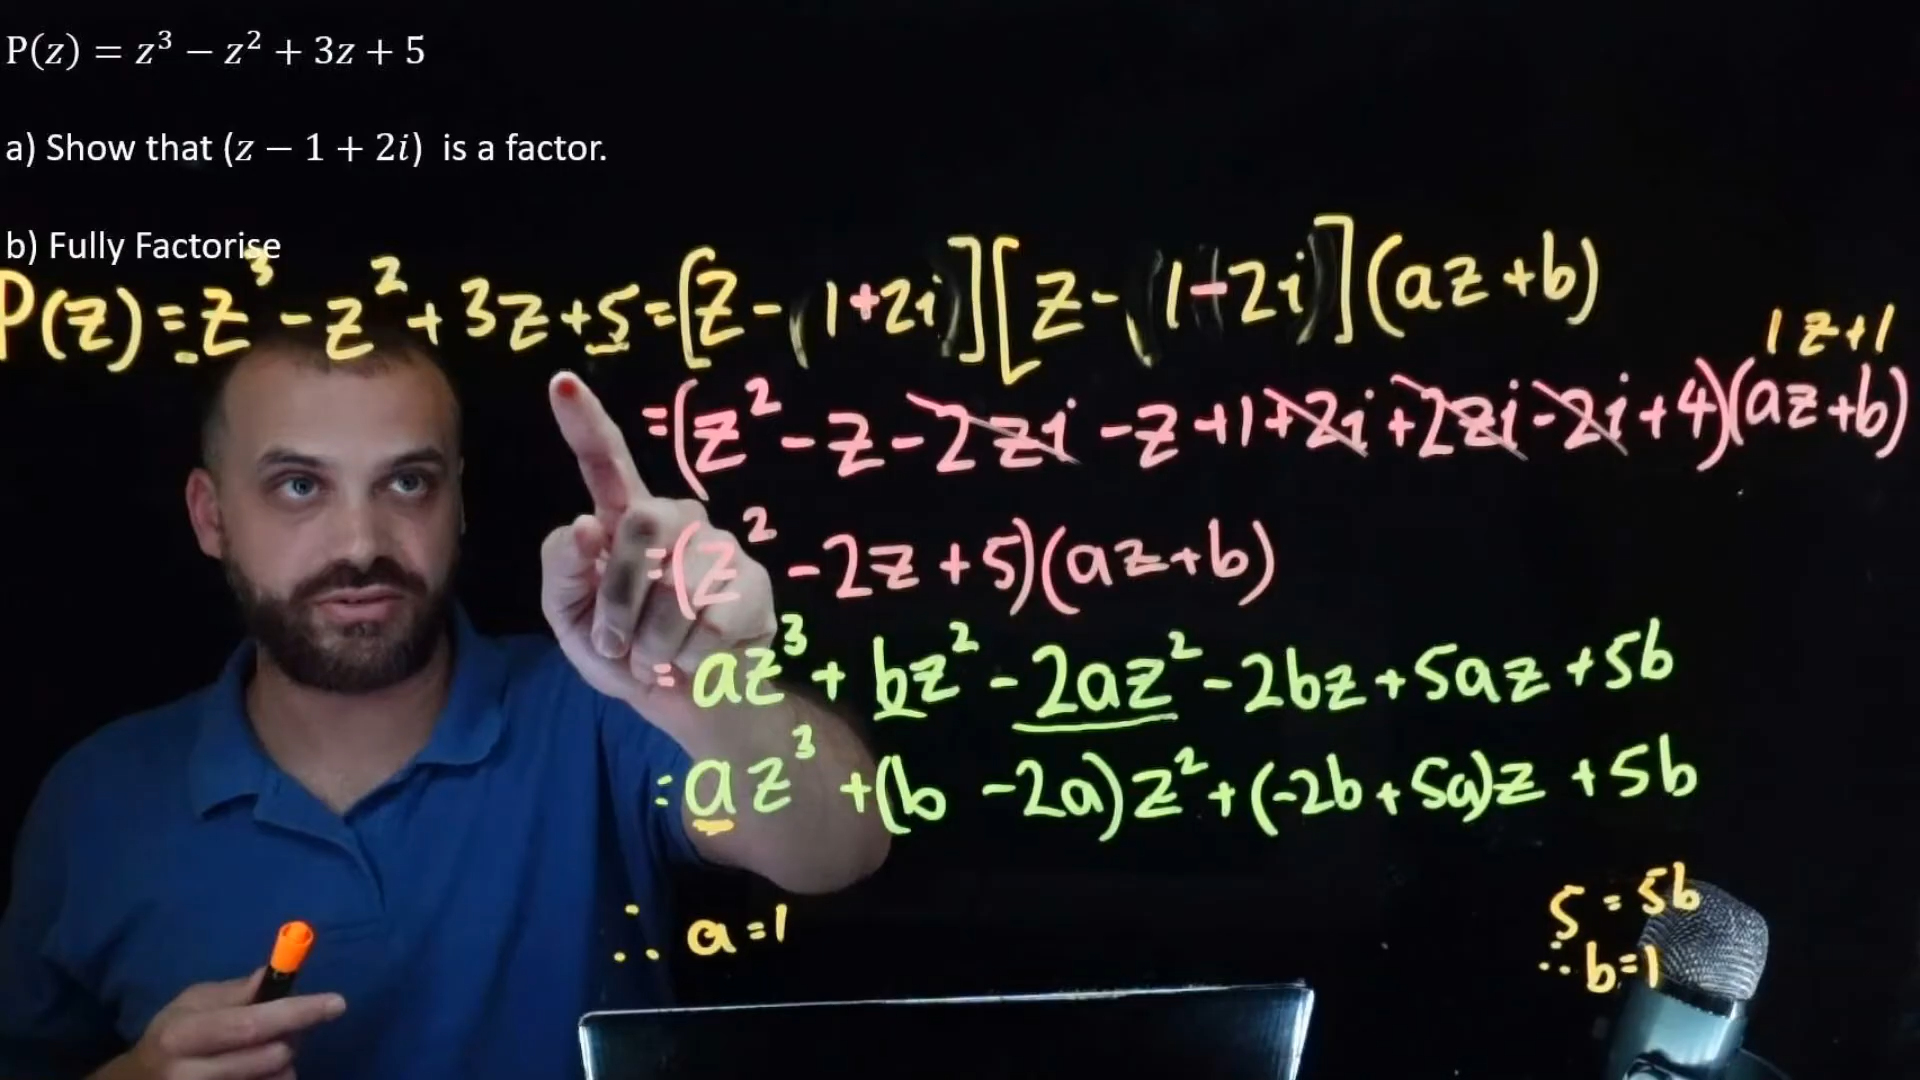 P(z) = z³ − z² + 3z + 5
a) Show that (z − 1 + 2i) is a factor.
b) Fully Factorise
P(z) = z³ - z² + 3z + 5 = [z - (1+2i)][z - (1-+2i)](az+b)
1z+1
= (z² - z - 2zi - z + 1 + 2i + 2zi - 2i + 4)(az+b)
= (z² - 2z + 5)(az+b)
= az³ + bz² - 2az² - 2bz + 5az + 5b
= az³ + (b - 2a)z² + (-2b + 5a)z + 5b
5 = 5b
∴ a = 1
∴ b = 1